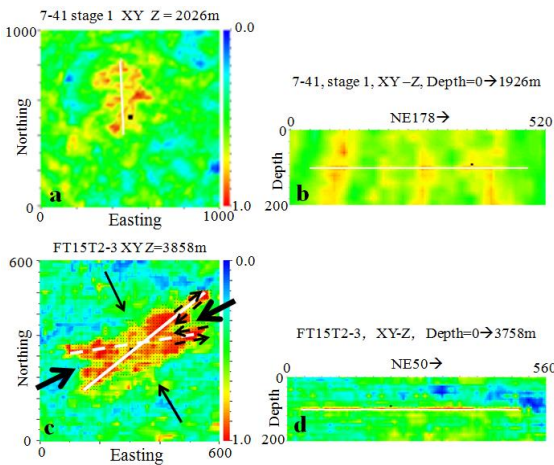 7-41 stage 1 XY Z = 2026m
1000
0.0
Northing
a
0
0
1000
1.0
Easting
7-41, stage 1, XY –Z, Depth=0→1926m
NE178→
0
520
0
Depth
b
200
FT15T2-3 XY Z=3858m
600
0.0
Northing
c
0
0
600
1.0
Easting
FT15T2-3, XY-Z, Depth=0→3758m
NE50→
0
560
0
Depth
d
200